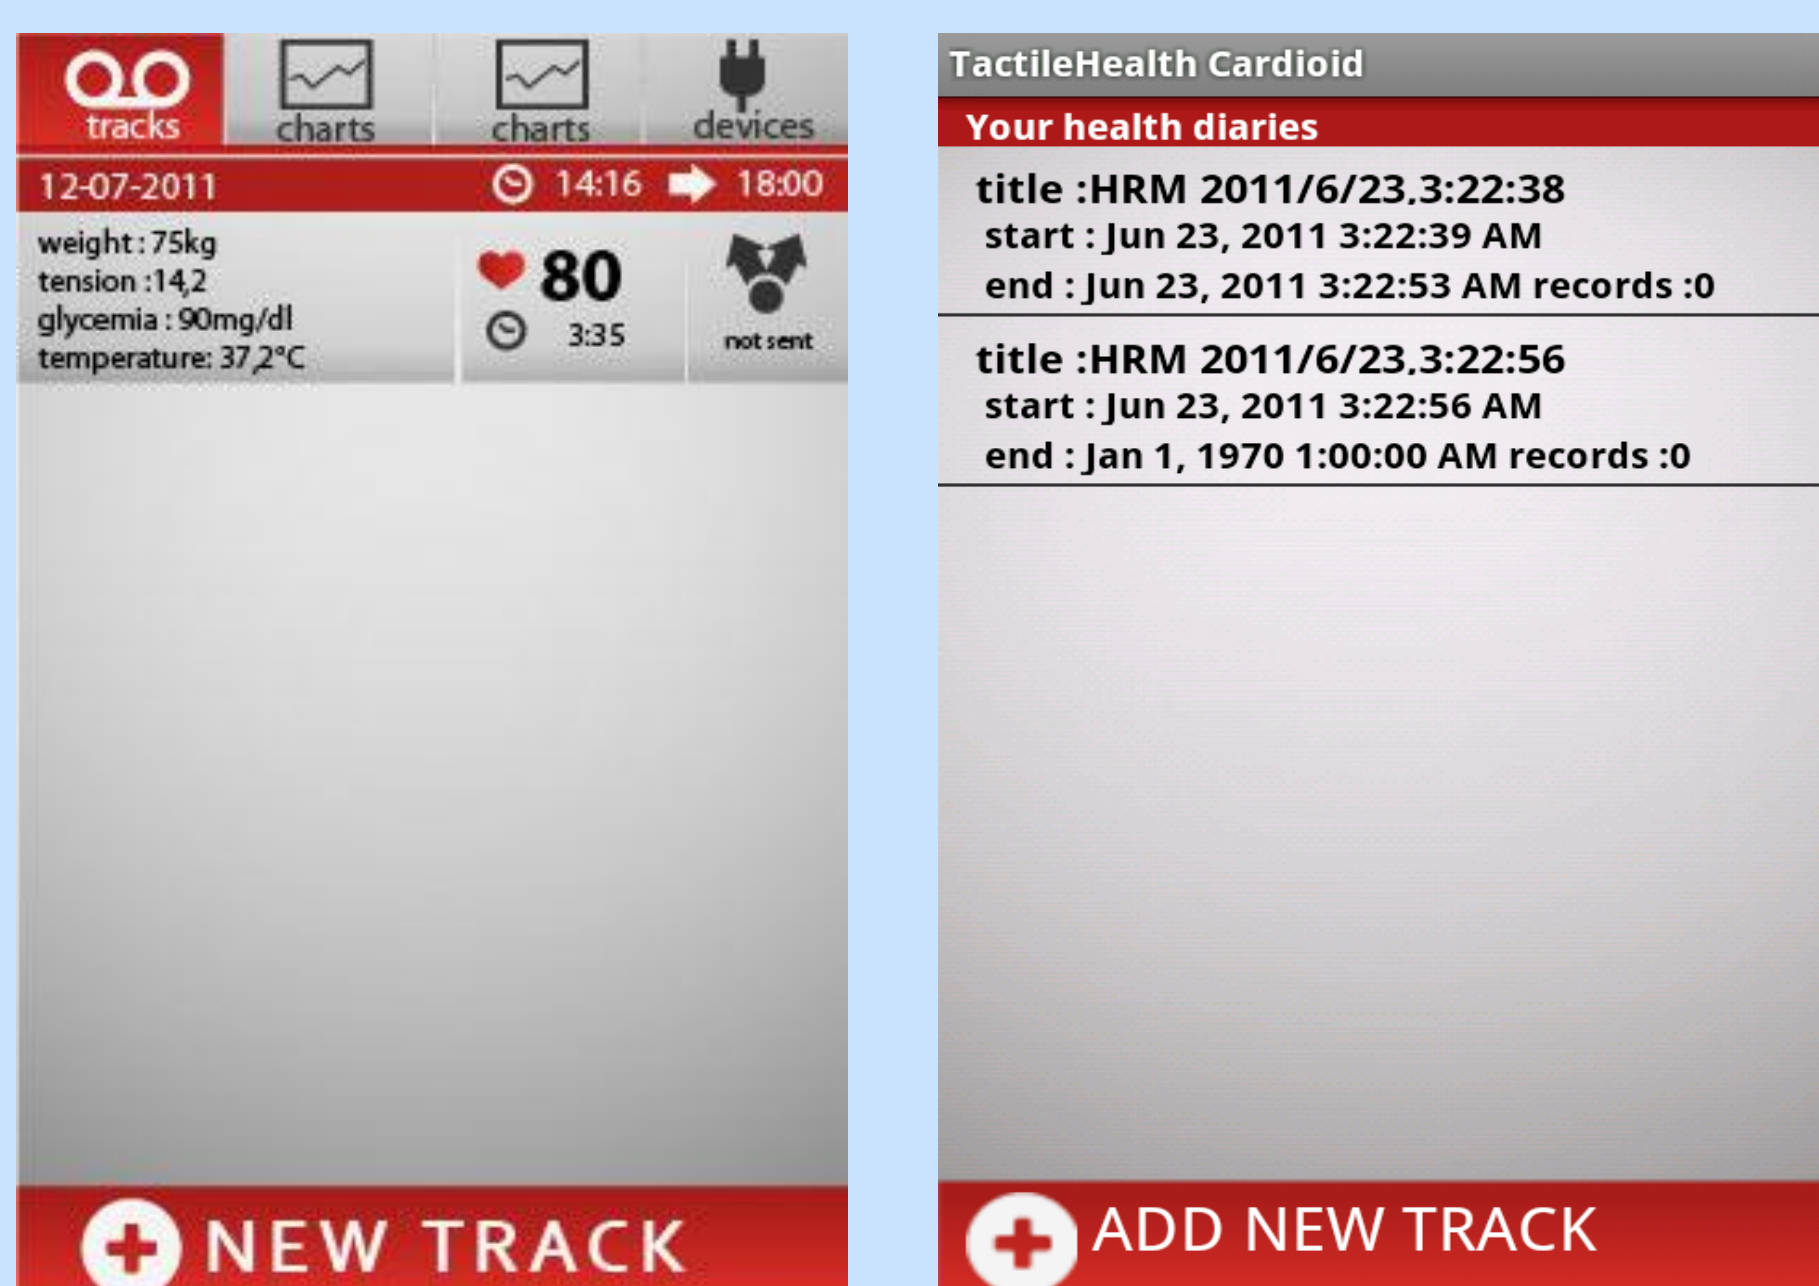 tracks
charts
charts
devices
12-07-2011
14:16
18:00
weight : 75kg
tension :14,2
glycemia : 90mg/dl
temperature: 37,2°C
80
3:35
not sent
NEW TRACK
TactileHealth Cardioid
Your health diaries
title :HRM 2011/6/23,3:22:38
start : Jun 23, 2011 3:22:39 AM
end : Jun 23, 2011 3:22:53 AM records :0
title :HRM 2011/6/23,3:22:56
start : Jun 23, 2011 3:22:56 AM
end : Jan 1, 1970 1:00:00 AM records :0
ADD NEW TRACK